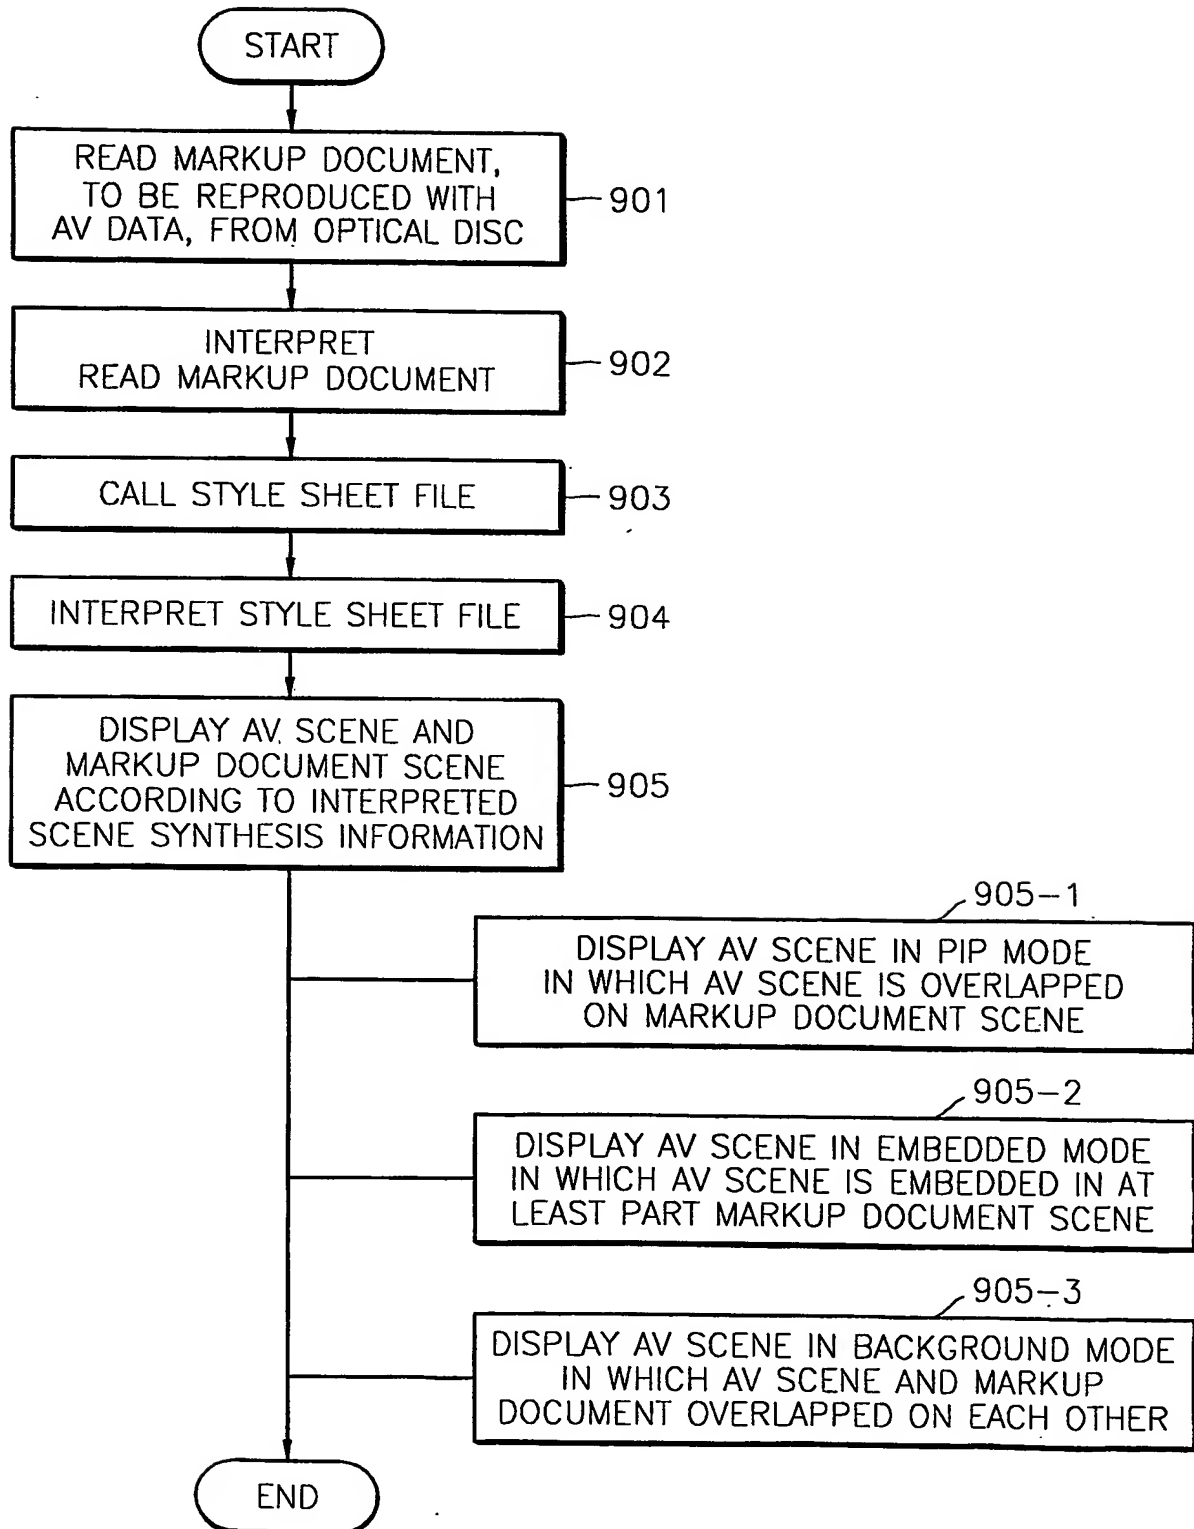 START
READ MARKUP DOCUMENT,
TO BE REPRODUCED WITH
AV DATA, FROM OPTICAL DISC
901
INTERPRET
READ MARKUP DOCUMENT
902
CALL STYLE SHEET FILE
903
INTERPRET STYLE SHEET FILE
904
DISPLAY AV SCENE AND
MARKUP DOCUMENT SCENE
ACCORDING TO INTERPRETED
SCENE SYNTHESIS INFORMATION
905
905-1
DISPLAY AV SCENE IN PIP MODE
IN WHICH AV SCENE IS OVERLAPPED
ON MARKUP DOCUMENT SCENE
905-2
DISPLAY AV SCENE IN EMBEDDED MODE
IN WHICH AV SCENE IS EMBEDDED IN AT
LEAST PART MARKUP DOCUMENT SCENE
905-3
DISPLAY AV SCENE IN BACKGROUND MODE
IN WHICH AV SCENE AND MARKUP
DOCUMENT OVERLAPPED ON EACH OTHER
END